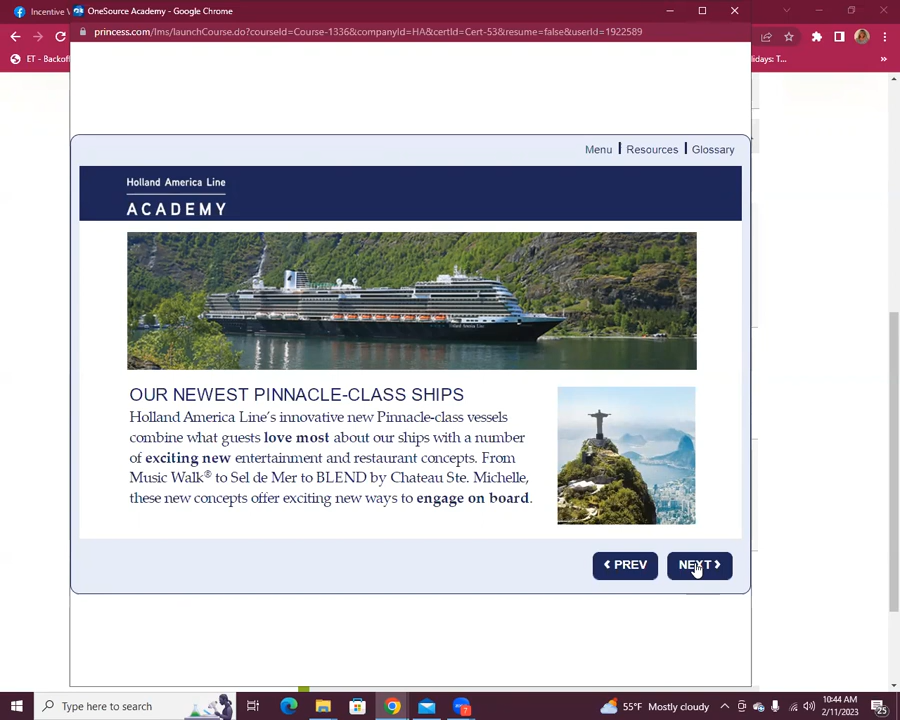 Incentive V
OneSource Academy - Google Chrome
princess.com/lms/launchCourse.do?courseId=Course-1336&companyId=HA&certId=Cert-53&resume=false&userId=1922589
ET - Backoff
lidays: T...
»
Menu | Resources | Glossary
Holland America Line
ACADEMY
OUR NEWEST PINNACLE-CLASS SHIPS
Holland America Line's innovative new Pinnacle-class vessels
combine what guests love most about our ships with a number
of exciting new entertainment and restaurant concepts. From
Music Walk® to Sel de Mer to BLEND by Chateau Ste. Michelle,
these new concepts offer exciting new ways to engage on board.
‹ PREV
NEXT ›
Type here to search
7
55°F Mostly cloudy
10:44 AM
2/11/2023
25